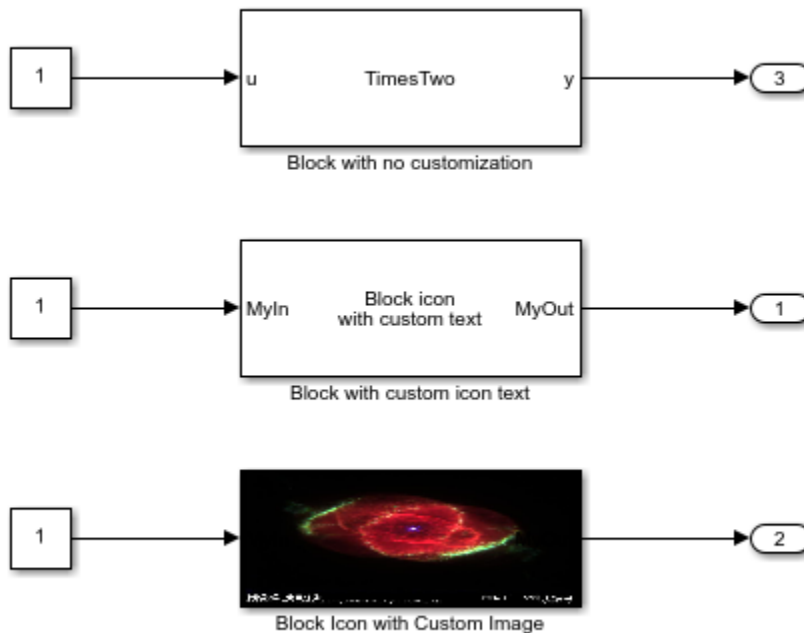 1
u
TimesTwo
y
3
Block with no customization
1
MyIn
Block icon
with custom text
MyOut
1
Block with custom icon text
1
2
Block Icon with Custom Image